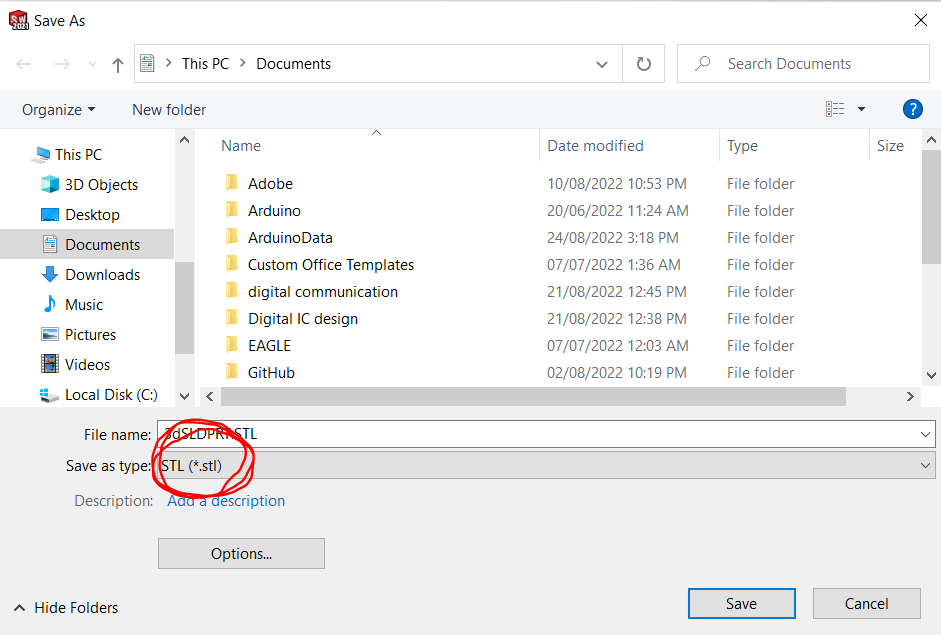 SW 2021 Save As
This PC Documents Search Documents
Organize New folder ?
Name Date modified Type Size
This PC
3D Objects
Desktop
Documents
Downloads
Music
Pictures
Videos
Local Disk (C:)
Adobe 10/08/2022 10:53 PM File folder
Arduino 20/06/2022 11:24 AM File folder
ArduinoData 24/08/2022 3:18 PM File folder
Custom Office Templates 07/07/2022 1:36 AM File folder
digital communication 21/08/2022 12:45 PM File folder
Digital IC design 21/08/2022 12:38 PM File folder
EAGLE 07/07/2022 12:03 AM File folder
GitHub 02/08/2022 10:19 PM File folder
File name: 3dSLDPRT.STL
Save as type: STL (*.stl)
Description: Add a description
Options...
Hide Folders Save Cancel